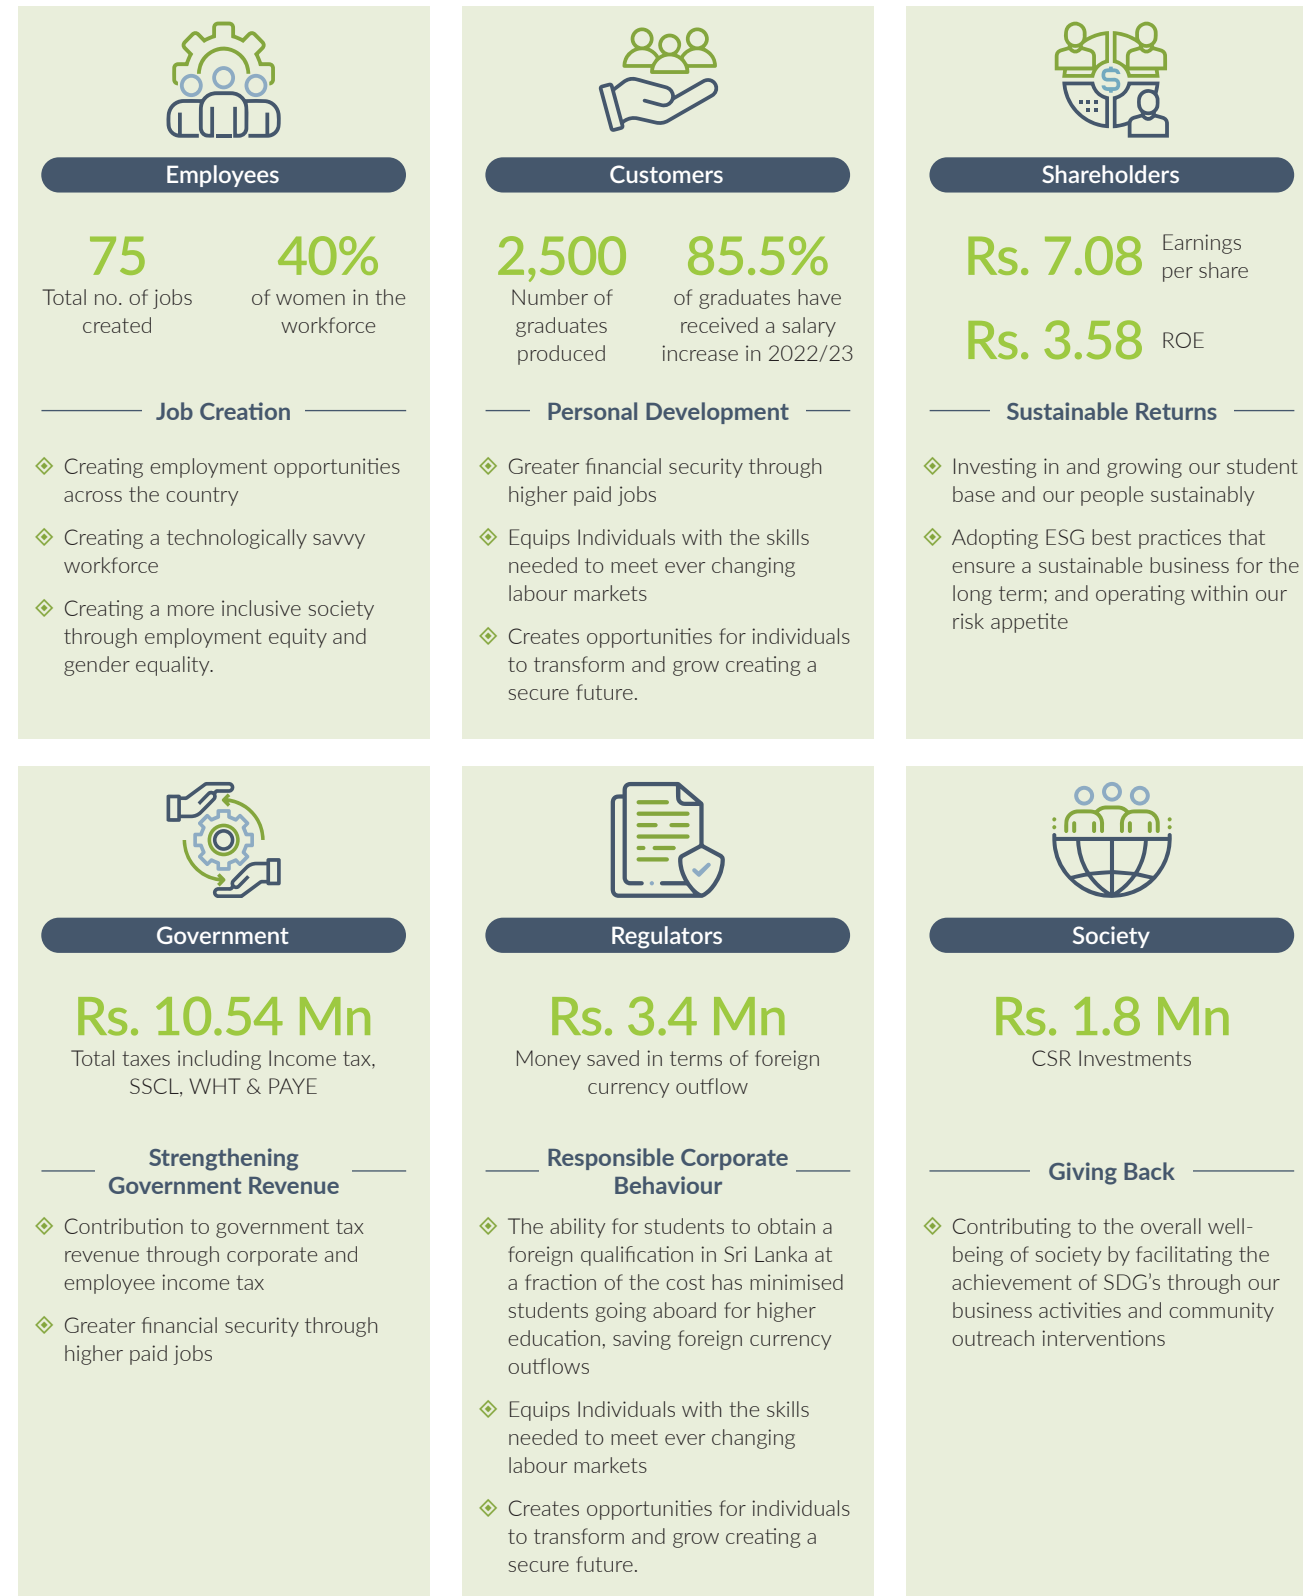 Employees
75
Total no. of jobs
created
40%
of women in the
workforce
Job Creation
Creating employment opportunities
across the country
Creating a technologically savvy
workforce
Creating a more inclusive society
through employment equity and
gender equality.
Customers
2,500
Number of
graduates
produced
85.5%
of graduates have
received a salary
increase in 2022/23
Personal Development
Greater financial security through
higher paid jobs
Equips Individuals with the skills
needed to meet ever changing
labour markets
Creates opportunities for individuals
to transform and grow creating a
secure future.
Shareholders
Rs. 7.08
Earnings
per share
Rs. 3.58 ROE
Sustainable Returns
Investing in and growing our student
base and our people sustainably
Adopting ESG best practices that
ensure a sustainable business for the
long term; and operating within our
risk appetite
$
Government
Rs. 10.54 Mn
Total taxes including Income tax,
SSCL, WHT & PAYE
Strengthening
Government Revenue
Contribution to government tax
revenue through corporate and
employee income tax
Greater financial security through
higher paid jobs
Regulators
Rs. 3.4 Mn
Money saved in terms of foreign
currency outflow
Responsible Corporate
Behaviour
The ability for students to obtain a
foreign qualification in Sri Lanka at
a fraction of the cost has minimised
students going aboard for higher
education, saving foreign currency
outflows
Equips Individuals with the skills
needed to meet ever changing
labour markets
Creates opportunities for individuals
to transform and grow creating a
secure future.
Society
Rs. 1.8 Mn
CSR Investments
Giving Back
Contributing to the overall well-
being of society by facilitating the
achievement of SDG's through our
business activities and community
outreach interventions